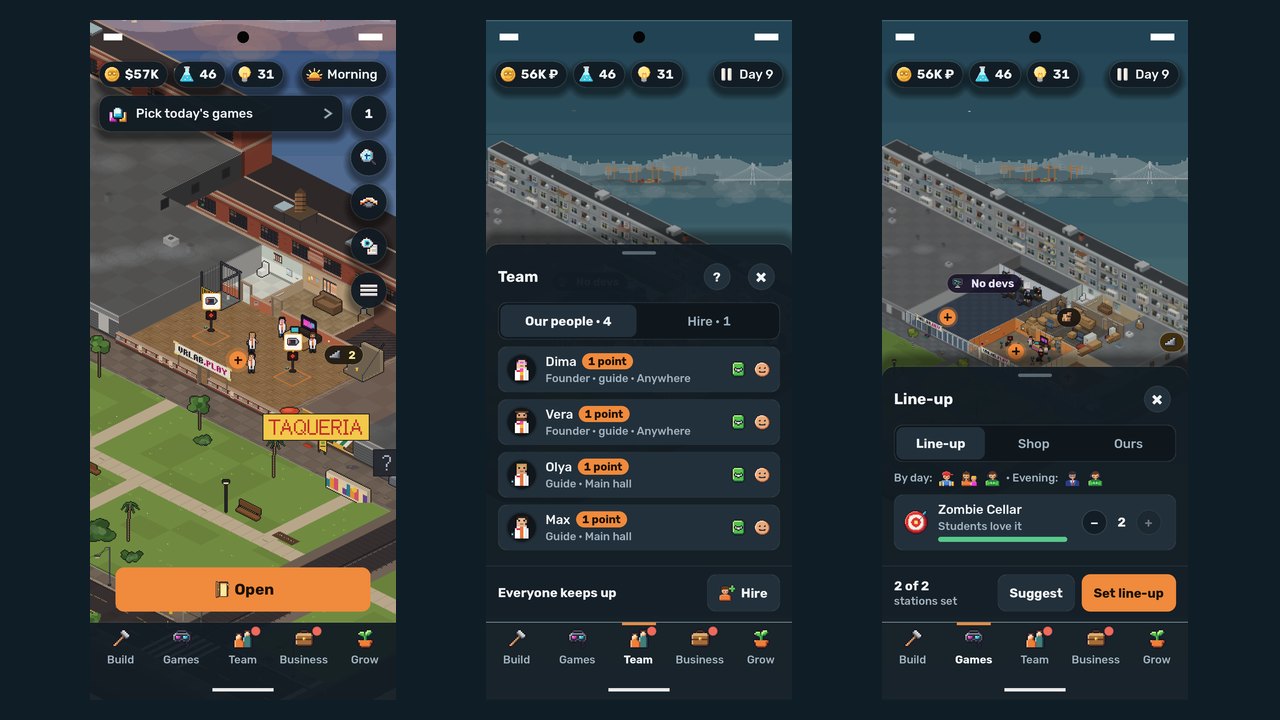 $57K
46
31
Morning
Pick today's games
1
VRLAB.PLAY
2
TAQUERIA
?
Open
Build
Games
Team
Business
Grow
56K ₽
46
31
Day 9
No devs
Team
?
Our people • 4
Hire • 1
Dima
1 point
Founder • guide • Anywhere
Vera
1 point
Founder • guide • Anywhere
Olya
1 point
Guide • Main hall
Max
1 point
Guide • Main hall
Everyone keeps up
Hire
Build
Games
Team
Business
Grow
56K ₽
46
31
Day 9
No devs
Line-up
Line-up
Shop
Ours
By day:
• Evening:
Zombie Cellar
Students love it
2
2 of 2
stations set
Suggest
Set line-up
Build
Games
Team
Business
Grow